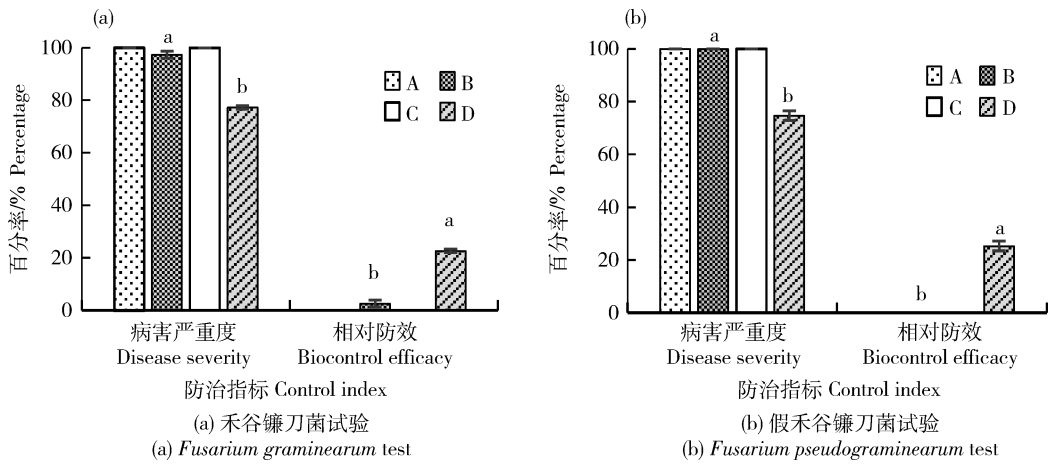 (a)
百分率/% Percentage
100
80
60
40
20
0
a
b
b
a
A B
C D
病害严重度 相对防效
Disease severity Biocontrol efficacy
防治指标 Control index
(a) 禾谷镰刀菌试验
(a) Fusarium graminearum test
(b)
百分率/% Percentage
100
80
60
40
20
0
a
b
b
a
A B
C D
病害严重度 相对防效
Disease severity Biocontrol efficacy
防治指标 Control index
(b) 假禾谷镰刀菌试验
(b) Fusarium pseudograminearum test